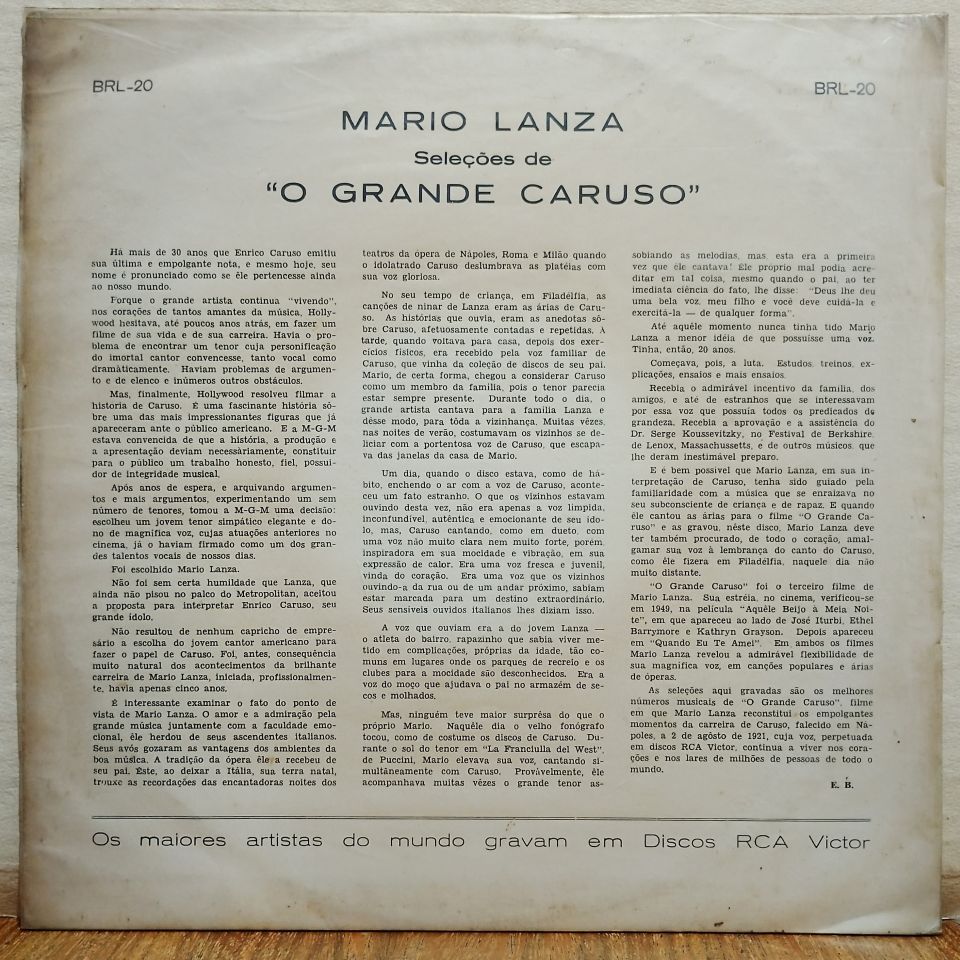 BRL-20
BRL-20
MARIO LANZA
Seleções de
"O GRANDE CARUSO"
Há mais de 30 anos que Enrico Caruso emitiu
sua última e empolgante nota, e mesmo hoje, seu
nome é pronunciado como se êle pertencesse ainda
ao nosso mundo.
Forque o grande artista continua "vivendo",
nos corações de tantos amantes da música, Holly-
wood hesitava, até poucos anos atrás, em fazer um
filme de sua vida e de sua carreira. Havia o pro-
blema de encontrar um tenor cuja personificação
do imortal cantor convencesse, tanto vocal como
dramàticamente. Haviam problemas de argumen-
to e de elenco e inúmeros outros obstáculos.
Mas, finalmente, Hollywood resolveu filmar a
historia de Caruso. É uma fascinante história sô-
bre uma das mais impressionantes figuras que já
apareceram ante o público americano. E a M-G-M
estava convencida de que a história, a produção e
a apresentação deviam necessàriamente, constituir
para o público um trabalho honesto, fiel, possui-
dor de integridade musical.
Após anos de espera, e arquivando argumen-
tos e mais argumentos, experimentando um sem
número de tenores, tomou a M-G-M uma decisão:
escolheu um jovem tenor simpático elegante e do-
no de magnífica voz, cujas atuações anteriores no
cinema, já o haviam firmado como um dos gran-
des talentos vocais de nossos dias.
Foi escolhido Mario Lanza.
Não foi sem certa humildade que Lanza, que
ainda não pisou no palco do Metropolitan, aceitou
a proposta para interpretar Enrico Caruso, seu
grande ídolo.
Não resultou de nenhum capricho de empre-
sário a escolha do jovem cantor americano para
fazer o papel de Caruso. Foi, antes, consequência
muito natural dos acontecimentos da brilhante
carreira de Mario Lanza, iniciada, profissionalmen-
te, havia apenas cinco anos.
É interessante examinar o fato do ponto de
vista de Mario Lanza. O amor e a admiração pela
grande música juntamente com a faculdade emo-
cional, êle herdou de seus ascendentes italianos.
Seus avós gozaram as vantagens dos ambientes da
boa música. A tradição da ópera êle a recebeu de
seu pai. Éste, ao deixar a Itália, sua terra natal,
trouxe as recordações das encantadoras noites dos
teatros da ópera de Nápoles, Roma e Milão quando
o idolatrado Caruso deslumbrava as platéias com
sua voz gloriosa.
No seu tempo de criança, em Filadélfia, as
canções de ninar de Lanza eram as árias de Caru-
so. As histórias que ouvia, eram as anedotas sô-
bre Caruso, afetuosamente contadas e repetidas. À
tarde, quando voltava para casa, depois dos exer-
cícios físicos, era recebido pela voz familiar de
Caruso, que vinha da coleção de discos de seu pai.
Mario, de certa forma, chegou a considerar Caruso
como um membro da família, pois o tenor parecia
estar sempre presente. Durante todo o dia, o
grande artista cantava para a família Lanza e
dêsse modo, para tôda a vizinhança. Muitas vêzes,
nas noites de verão, costumavam os vizinhos se de-
liciar com a portentosa voz de Caruso, que escapa-
va das janelas da casa de Mario.
Um dia, quando o disco estava, como de há-
bito, enchendo o ar com a voz de Caruso, aconte-
ceu um fato estranho. O que os vizinhos estavam
ouvindo desta vez, não era apenas a voz límpida,
inconfundível, autêntica e emocionante de seu ído-
lo, mas, Caruso cantando, como em dueto, com
uma voz não muito clara nem muito forte, porém,
inspiradora em sua mocidade e vibração, em sua
expressão de calor. Era uma voz fresca e juvenil,
vinda do coração. Era uma voz que os vizinhos
ouvindo-a da rua ou de um andar próximo, sabiam
estar marcada para um destino extraordinário.
Seus sensiveis ouvidos italianos lhes diziam isso.
A voz que ouviam era a do jovem Lanza —
o atleta do bairro, rapazinho que sabia viver me-
tido em complicações, próprias da idade, tão co-
muns em lugares onde os parques de recreio e os
clubes para a mocidade são desconhecidos. Era a
voz do moço que ajudava o pai no armazém de se-
cos e molhados.
Mas, ninguém teve maior surprêsa do que o
próprio Mario. Naquêle dia o velho fonógrafo
tocou, como de costume os discos de Caruso. Du-
rante o sol do tenor em "La Franciulla del West",
de Puccini, Mario elevava sua voz, cantando si-
multâneamente com Caruso. Provàvelmente, êle
acompanhava muitas vêzes o grande tenor as-
sobiando as melodias, mas, esta era a primeira
vez que êle cantava! Êle próprio mal podia acre-
ditar em tal coisa, mesmo quando o pai, ao ter
imediata ciência do fato, lhe disse: "Deus lhe deu
uma bela voz, meu filho e você deve cuidá-la e
exercitá-la — de qualquer forma".
Até aquêle momento nunca tinha tido Mario
Lanza a menor idéia de que possuisse uma voz.
Tinha, então, 20 anos.
Começava, pois, a luta. Estudos, treinos, ex-
plicações, ensaios e mais ensaios.
Recebia o admirável incentivo da família, dos
amigos, e até de estranhos que se interessavam
por essa voz que possuía todos os predicados de
grandeza. Recebia a aprovação e a assistência do
Dr. Serge Koussevitzky, no Festival de Berkshire,
de Lenox, Massachussetts, e de outros músicos que
lhe deram inestimável preparo.
E é bem possivel que Mario Lanza, em sua in-
terpretação de Caruso, tenha sido guiado pela
familiaridade com a música que se enraizava no
seu subconsciente de criança e de rapaz. E quando
êle cantou as árias para o filme "O Grande Ca-
ruso" e as gravou, nêste disco, Mario Lanza deve
ter também procurado, de todo o coração, amal-
gamar sua voz à lembrança do canto do Caruso,
como êle fizera em Filadélfia, naquele dia não
muito distante.
"O Grande Caruso" foi o terceiro filme de
Mario Lanza. Sua estréia, no cinema, verificou-se
em 1949, na película "Aquêle Beijo à Meia Noi-
te", em que apareceu ao lado de José Iturbi, Ethel
Barrymore e Kathryn Grayson. Depois apareceu
em "Quando Eu Te Amei". Em ambos os filmes
Mario Lanza revelou a admirável flexibilidade de
sua magnífica voz, em canções populares e árias
de óperas.
As seleções aqui gravadas são os melhores
números musicais de "O Grande Caruso", filme
em que Mario Lanza reconstitui os empolgantes
momentos da carreira de Caruso, falecido em Ná-
poles, a 2 de agôsto de 1921, cuja voz, perpetuada
em discos RCA Victor, continua a viver nos cora-
ções e nos lares de milhões de pessoas de todo o
mundo.
E. B.
Os maiores artistas do mundo gravam em Discos RCA Victor